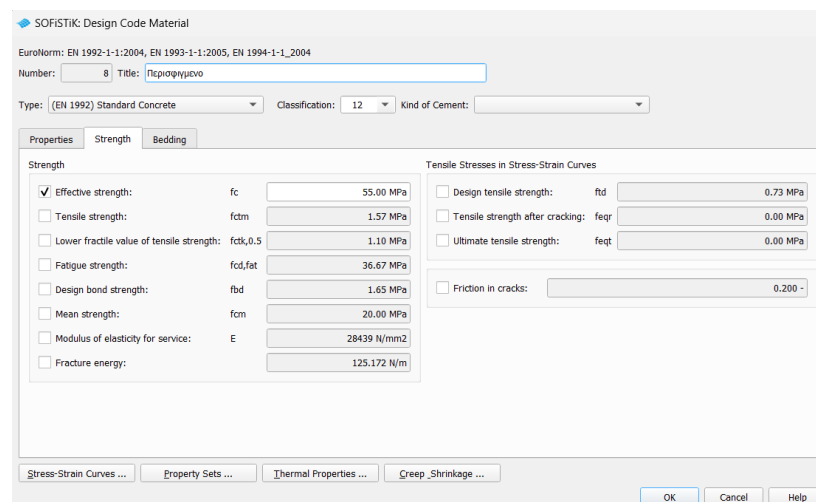 SOFiSTiK: Design Code Material
EuroNorm: EN 1992-1-1:2004, EN 1993-1-1:2005, EN 1994-1-1_2004
Number: 8 Title: Περισφιγμενο
Type: (EN 1992) Standard Concrete Classification: 12 Kind of Cement:
Properties Strength Bedding
Strength
Effective strength: fc 55.00 MPa
Tensile strength: fctm 1.57 MPa
Lower fractile value of tensile strength: fctk,0.5 1.10 MPa
Fatigue strength: fcd,fat 36.67 MPa
Design bond strength: fbd 1.65 MPa
Mean strength: fcm 20.00 MPa
Modulus of elasticity for service: E 28439 N/mm2
Fracture energy: 125.172 N/m
Tensile Stresses in Stress-Strain Curves
Design tensile strength: ftd 0.73 MPa
Tensile strength after cracking: feqr 0.00 MPa
Ultimate tensile strength: feqt 0.00 MPa
Friction in cracks: 0.200 -
Stress-Strain Curves ... Property Sets ... Thermal Properties ... Creep _Shrinkage ...
OK Cancel Help